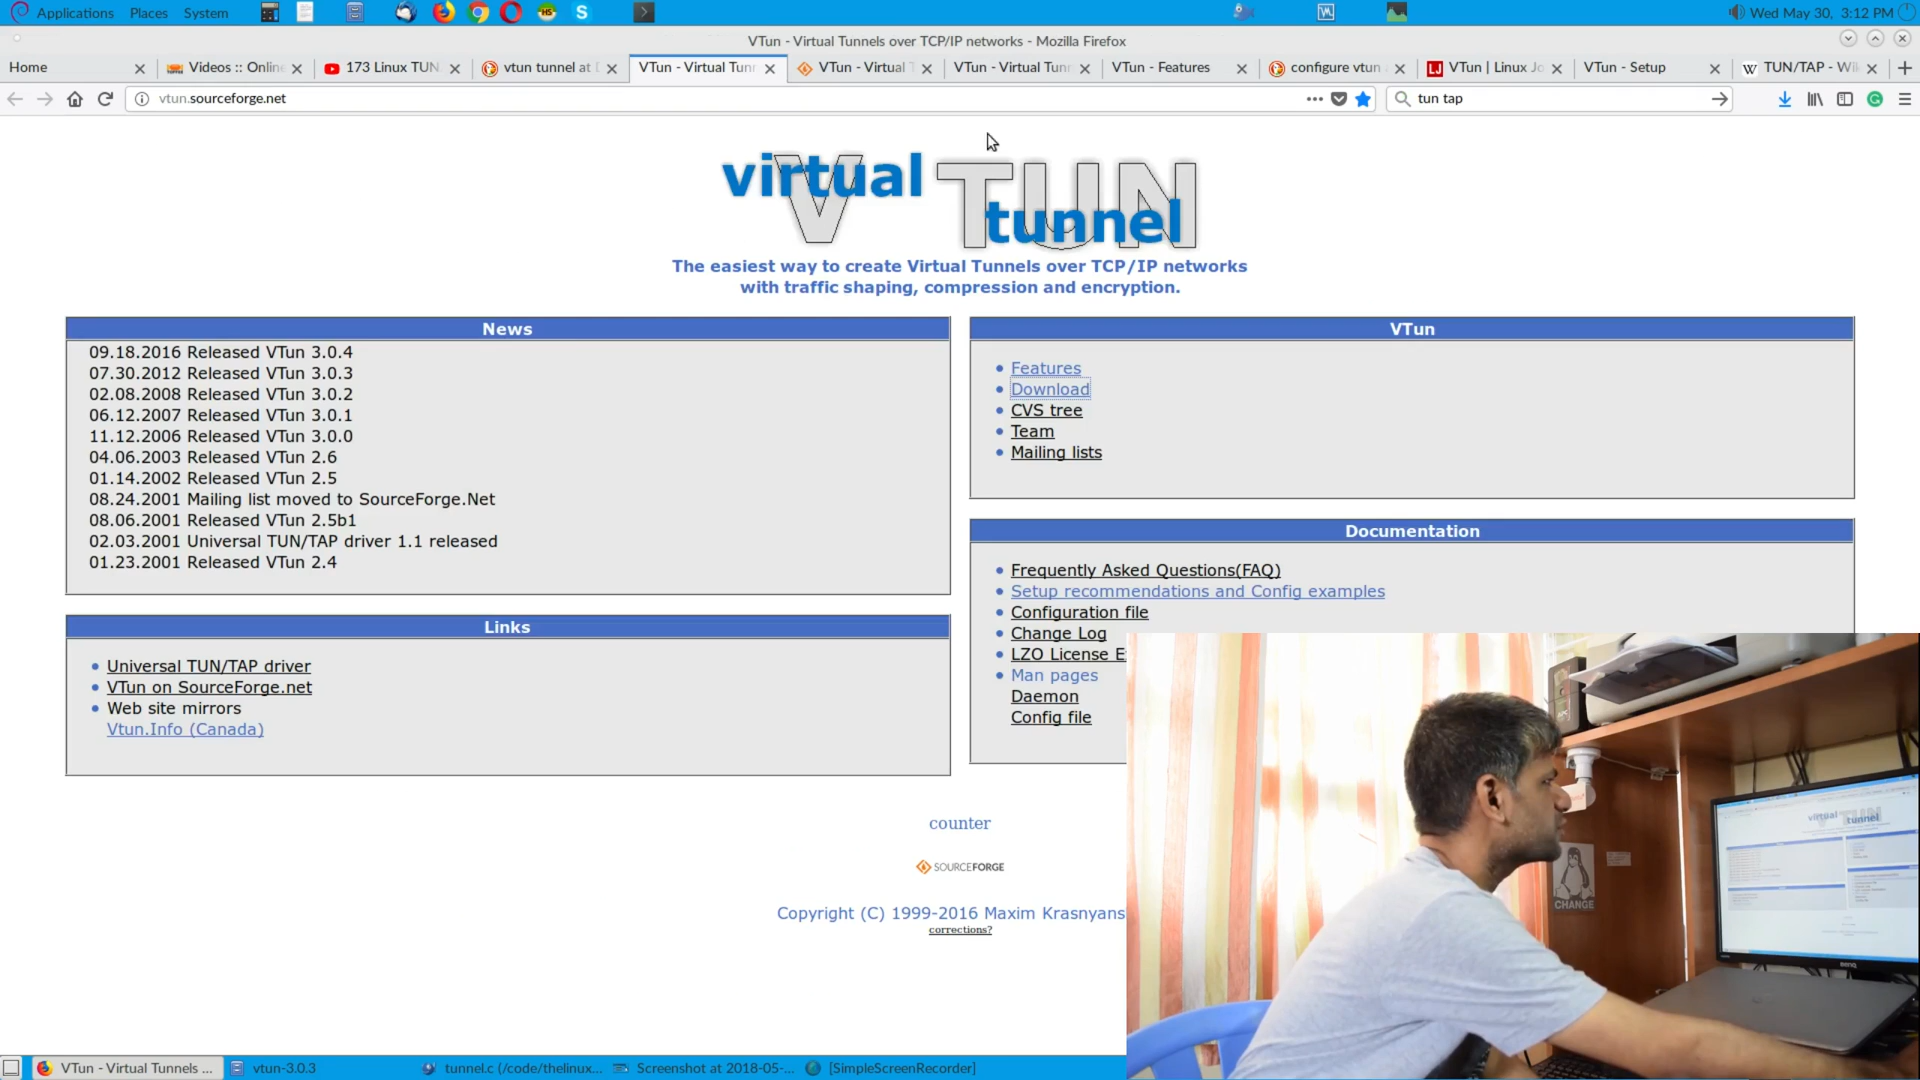 Applications Places System
Wed May 30, 3:12 PM
VTun - Virtual Tunnels over TCP/IP networks - Mozilla Firefox
Home
Videos :: Onlin
173 Linux TUN
vtun tunnel at
VTun - Virtual Tunn
VTun - Virtual T
VTun - Virtual Tunn
VTun - Features
configure vtun
VTun | Linux Jo
VTun - Setup
TUN/TAP - Wi
vtun.sourceforge.net
tun tap
V TUN
virtual
tunnel
The easiest way to create Virtual Tunnels over TCP/IP networks
with traffic shaping, compression and encryption.
News
09.18.2016 Released VTun 3.0.4
07.30.2012 Released VTun 3.0.3
02.08.2008 Released VTun 3.0.2
06.12.2007 Released VTun 3.0.1
11.12.2006 Released VTun 3.0.0
04.06.2003 Released VTun 2.6
01.14.2002 Released VTun 2.5
08.24.2001 Mailing list moved to SourceForge.Net
08.06.2001 Released VTun 2.5b1
02.03.2001 Universal TUN/TAP driver 1.1 released
01.23.2001 Released VTun 2.4
Links
Universal TUN/TAP driver
VTun on SourceForge.net
Web site mirrors
Vtun.Info (Canada)
VTun
Features
Download
CVS tree
Team
Mailing lists
Documentation
Frequently Asked Questions(FAQ)
Setup recommendations and Config examples
Configuration file
Change Log
LZO License E
Man pages
Daemon
Config file
counter
SOURCEFORGE
Copyright (C) 1999-2016 Maxim Krasnyans
corrections?
CHANGE
virtual
tunnel
BenQ
VTun - Virtual Tunnels ...
vtun-3.0.3
tunnel.c (/code/thelinux...
Screenshot at 2018-05-...
[SimpleScreenRecorder]